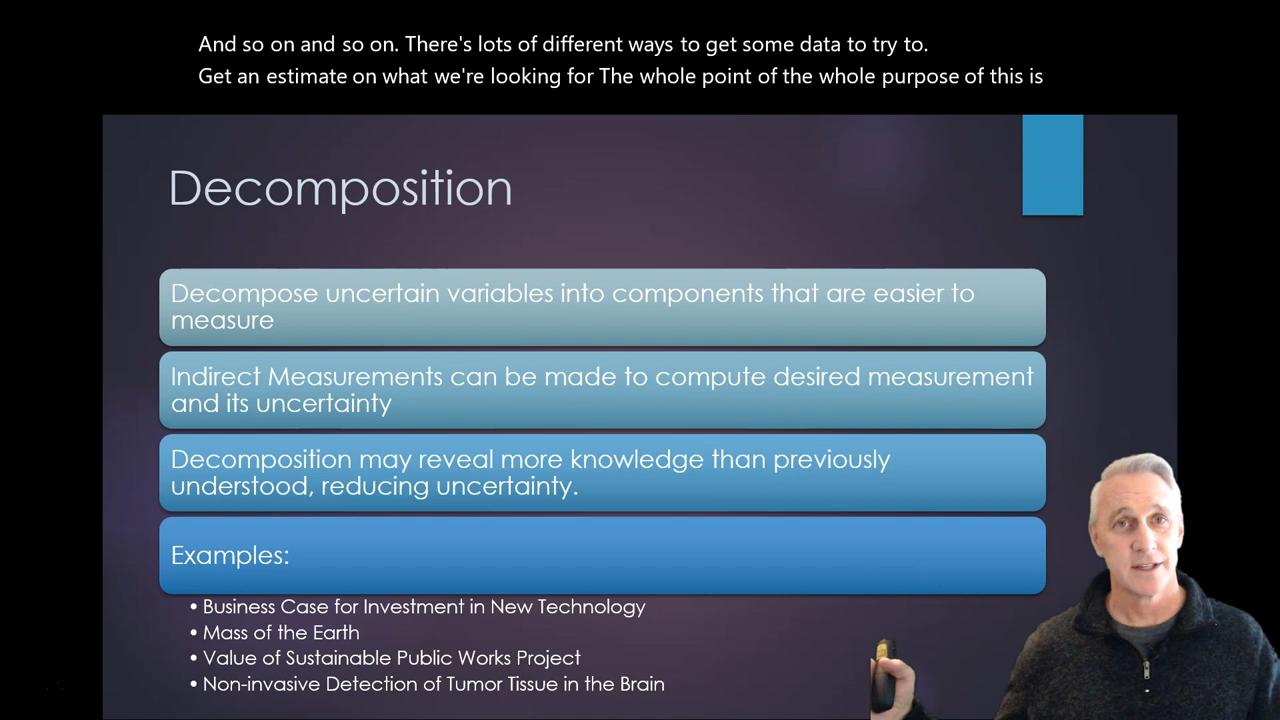 And so on and so on. There's lots of different ways to get some data to try to.
Get an estimate on what we're looking for The whole point of the whole purpose of this is
Decomposition
Decompose uncertain variables into components that are easier to
measure
Indirect Measurements can be made to compute desired measurement
and its uncertainty
Decomposition may reveal more knowledge than previously
understood, reducing uncertainty.
Examples:
• Business Case for Investment in New Technology
• Mass of the Earth
• Value of Sustainable Public Works Project
• Non-invasive Detection of Tumor Tissue in the Brain